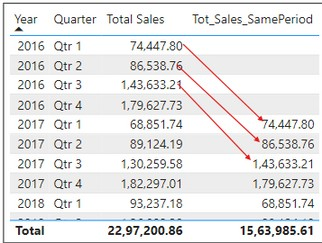 Year Quarter Total Sales Tot_Sales_SamePeriod
2016 Qtr 1 74,447.80
2016 Qtr 2 86,538.76
2016 Qtr 3 1,43,633.21
2016 Qtr 4 1,79,627.73
2017 Qtr 1 68,851.74 74,447.80
2017 Qtr 2 89,124.19 86,538.76
2017 Qtr 3 1,30,259.58 1,43,633.21
2017 Qtr 4 1,82,297.01 1,79,627.73
2018 Qtr 1 93,237.18 68,851.74
Total 22,97,200.86 15,63,985.61